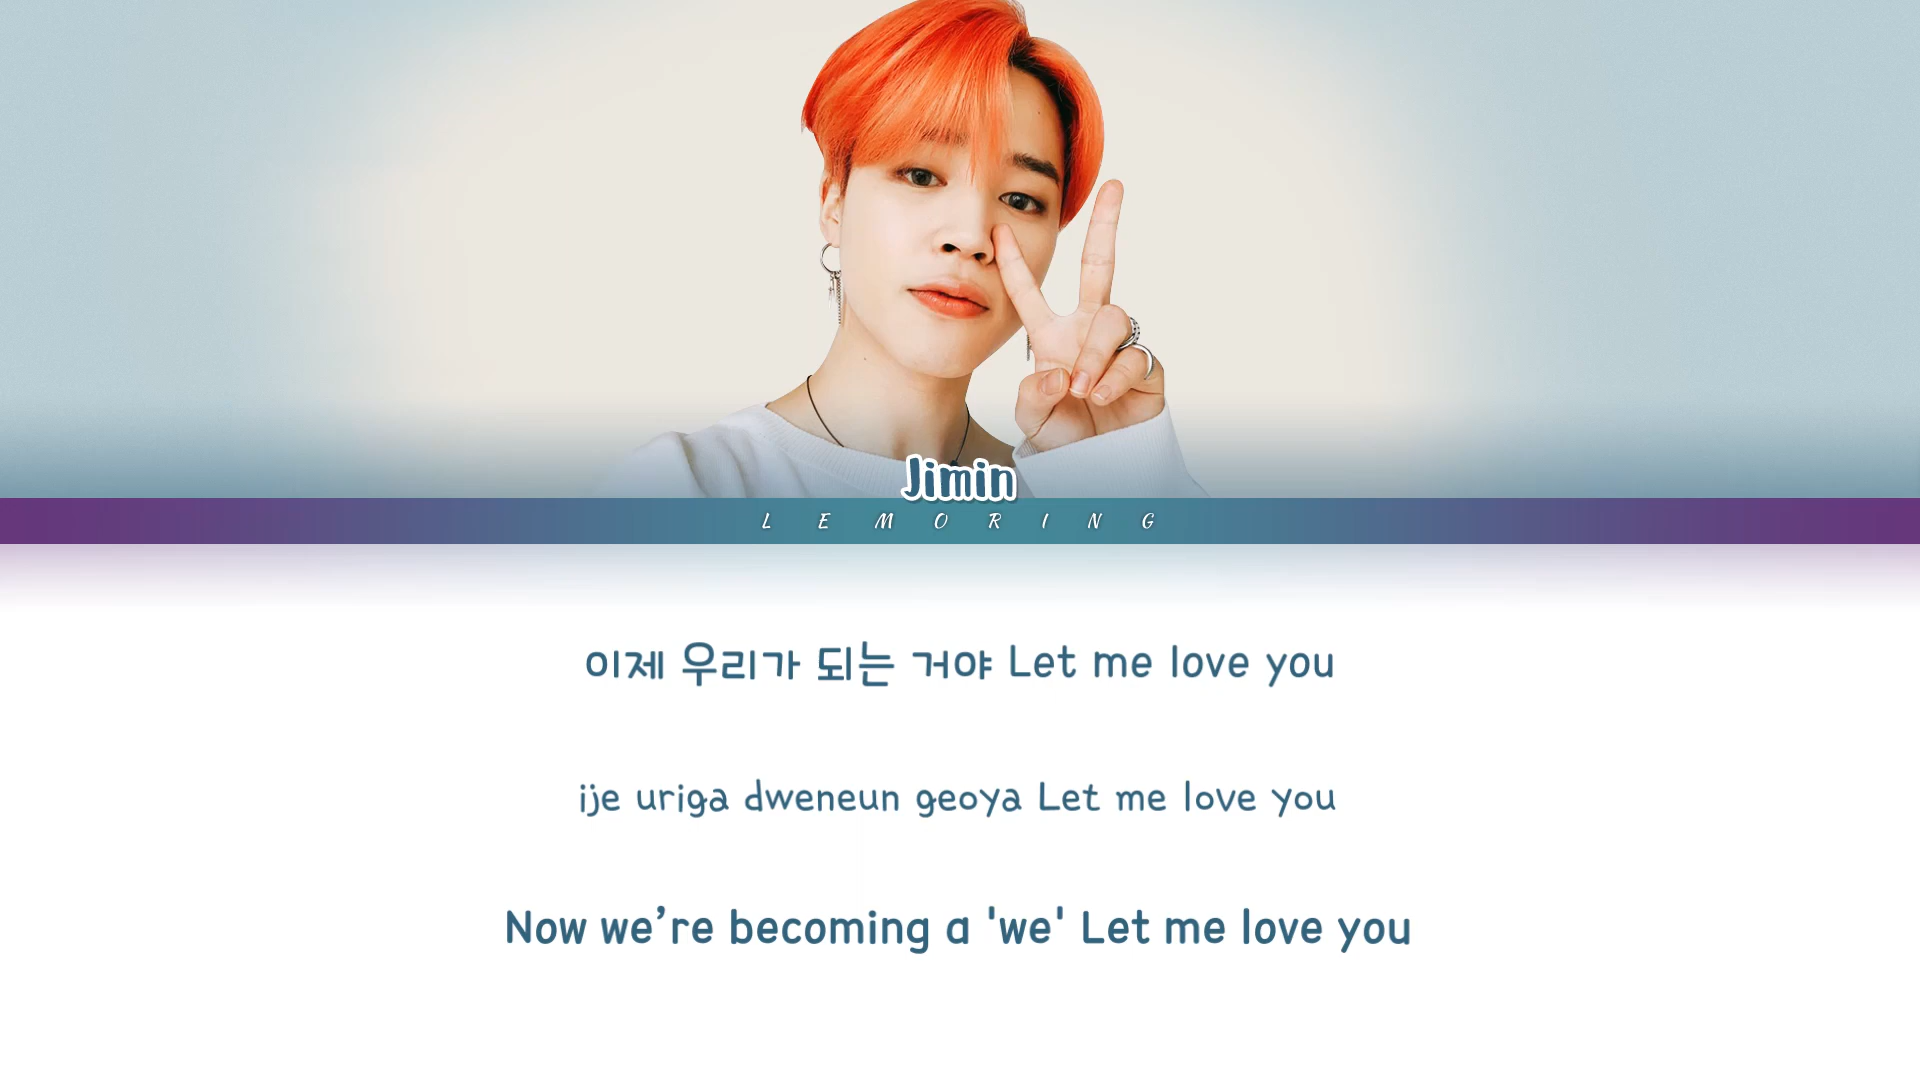 Jimin
LEMORING
이제 우리가 되는 거야 Let me love you
ije uriga dweneun geoya Let me love you
Now we’re becoming a 'we' Let me love you